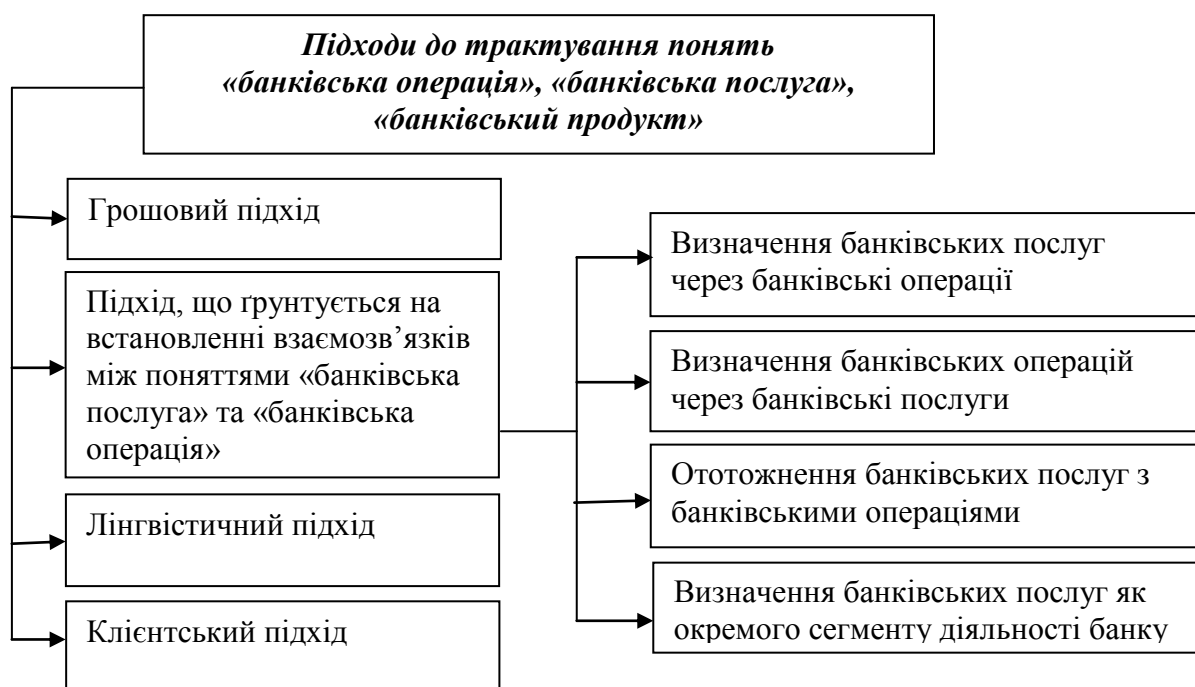 Підходи до трактування понять
«банківська операція», «банківська послуга»,
«банківський продукт»
Грошовий підхід
Підхід, що ґрунтується на
встановленні взаємозв’язків
між поняттями «банківська
послуга» та «банківська
операція»
Лінгвістичний підхід
Клієнтський підхід
Визначення банківських послуг
через банківські операції
Визначення банківських операцій
через банківські послуги
Ототожнення банківських послуг з
банківськими операціями
Визначення банківських послуг як
окремого сегменту діяльності банку